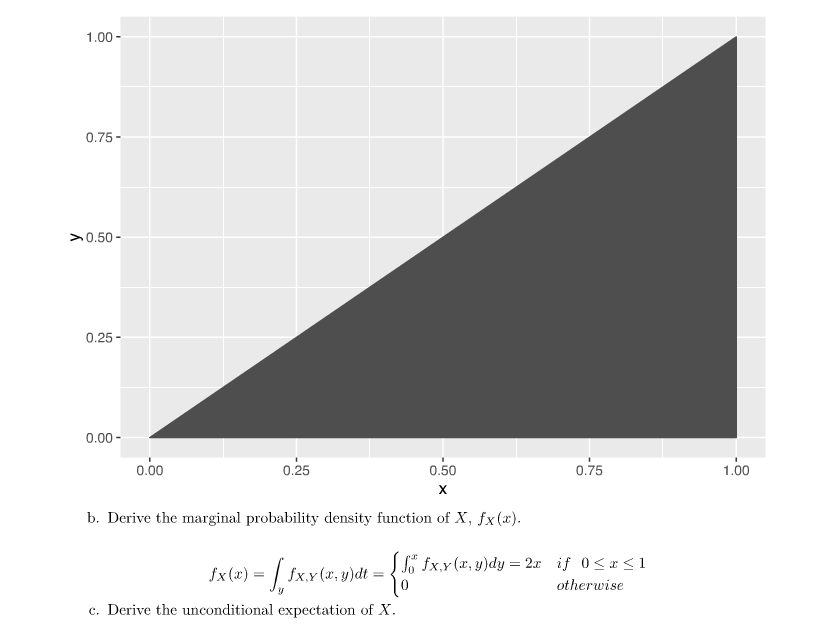 1.00
0.75
0.50
0.25
0.00
y
0.00 0.25 0.50 0.75 1.00
x
b. Derive the marginal probability density function of X, f_X(x).
f_X(x) = ∫_y f_{X,Y}(x, y)dt = { ∫_0^x f_{X,Y}(x, y)dy = 2x if 0 ≤ x ≤ 1
0 otherwise
c. Derive the unconditional expectation of X.